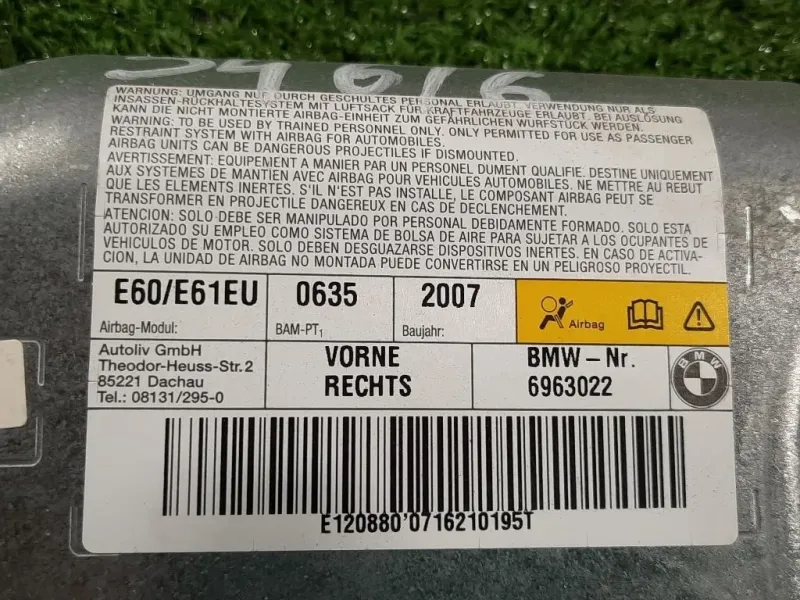 WARNUNG: UMGANG NUR DURCH GESCHULTES PERSONAL ERLAUBT. VERWENDUNG NUR ALS
INSASSEN-RÜCKHALTESYSTEM MIT LUFTSACK FÜR KRAFTFAHRZEUGE ERLAUBT. BEI AUSLÖSUNG
KANN DIE NICHT MONTIERTE AIRBAG-EINHEIT ZUM GEFÄHRLICHEN WURFSTÜCK WERDEN.
WARNING: TO BE USED BY TRAINED PERSONNEL ONLY. ONLY PERMITTED FOR USE AS PASSENGER
RESTRAINT SYSTEM WITH AIRBAG FOR AUTOMOBILES.
AIRBAG UNITS CAN BE DANGEROUS PROJECTILES IF DISMOUNTED.
AVERTISSEMENT: EQUIPEMENT A MANIER PAR UN PERSONNEL DUMENT QUALIFIE. DESTINE UNIQUEMENT
AUX SYSTEMES DE MANTIEN AVEC AIRBAG POUR VEHICULES AUTOMOBILES. NE METTRE AU REBUT
QUE LES ELEMENTS INERTES. S'IL N'EST PAS INSTALLE, LE COMPOSANT AIRBAG PEUT SE
TRANSFORMER EN PROJECTILE DANGEREUX EN CAS DE DECLENCHEMENT.
ATENCION: SOLO DEBE SER MANIPULADO POR PERSONAL DEBIDAMENTE FORMADO. SOLO ESTA
AUTORIZADO SU EMPLEO COMO SISTEMA DE BOLSA DE AIRE PARA SUJETAR A LOS OCUPANTES DE
VEHICULOS DE MOTOR. SOLO DEBEN DESGUAZARSE DISPOSITIVOS INERTES. EN CASO DE ACTIVA-
CION, LA UNIDAD DE AIRBAG NO MONTADA PUEDE CONVERTIRSE EN UN PELIGROSO PROYECTIL.
E60/E61EU 0635 2007
Airbag-Modul: BAM-PT1 Baujahr: Airbag
Autoliv GmbH
Theodor-Heuss-Str.2
85221 Dachau
Tel.: 08131/295-0
VORNE
RECHTS
BMW-Nr.
6963022
BMW
E120880'0716210195T